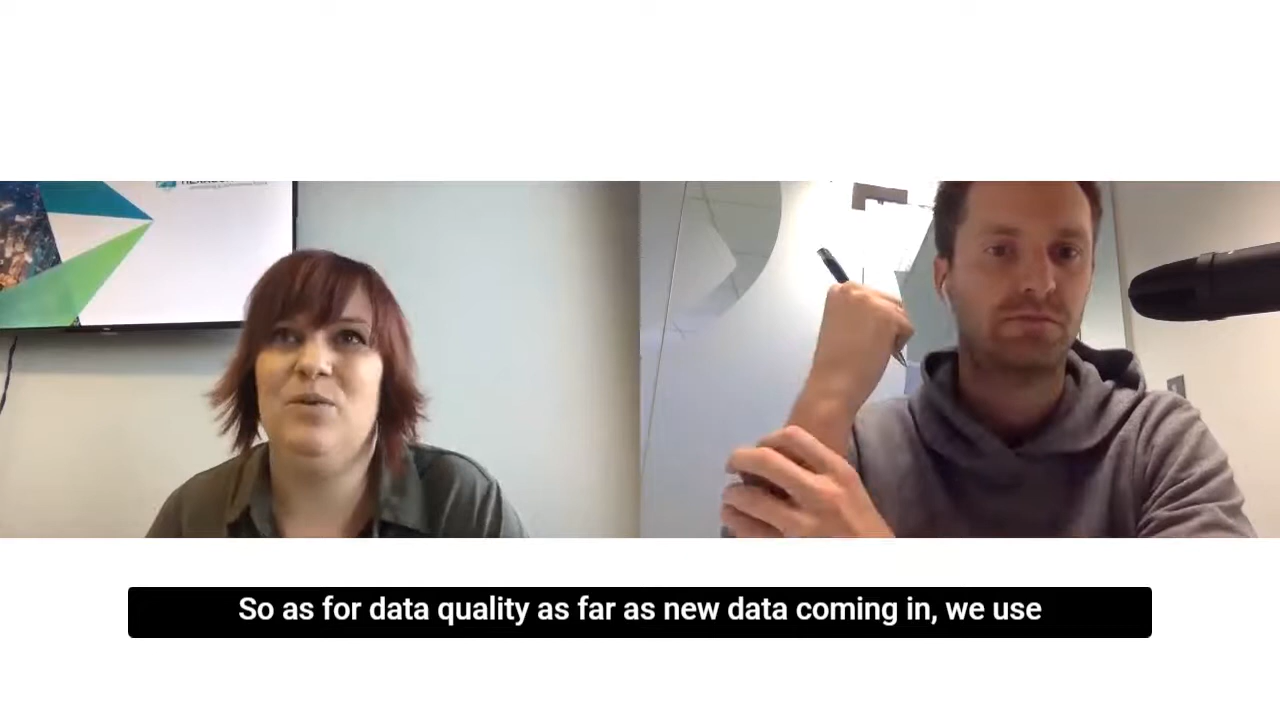 So as for data quality as far as new data coming in, we use